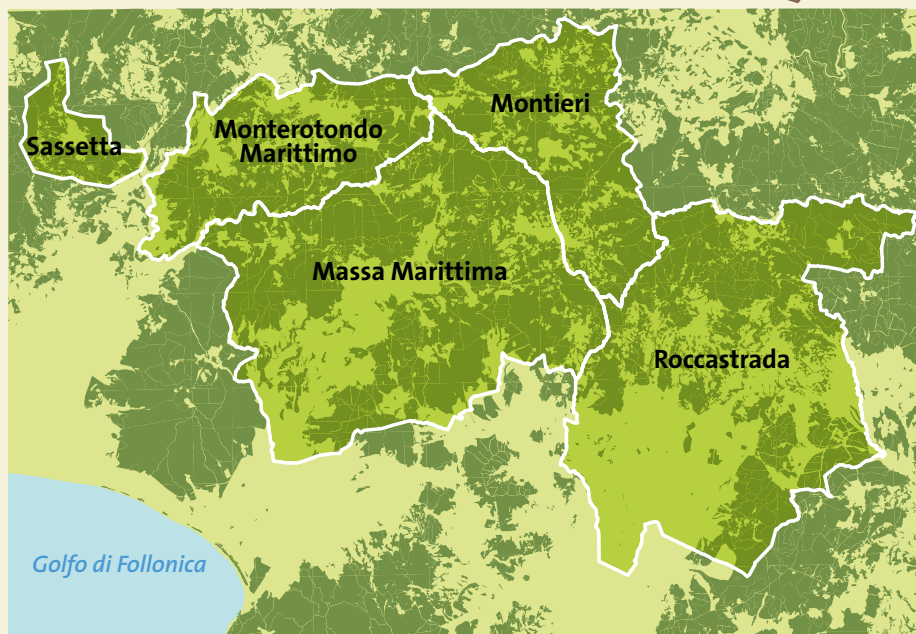 Montieri
Monterotondo
Marittimo
Sassetta
Massa Marittima
Roccastrada
Golfo di Follonica